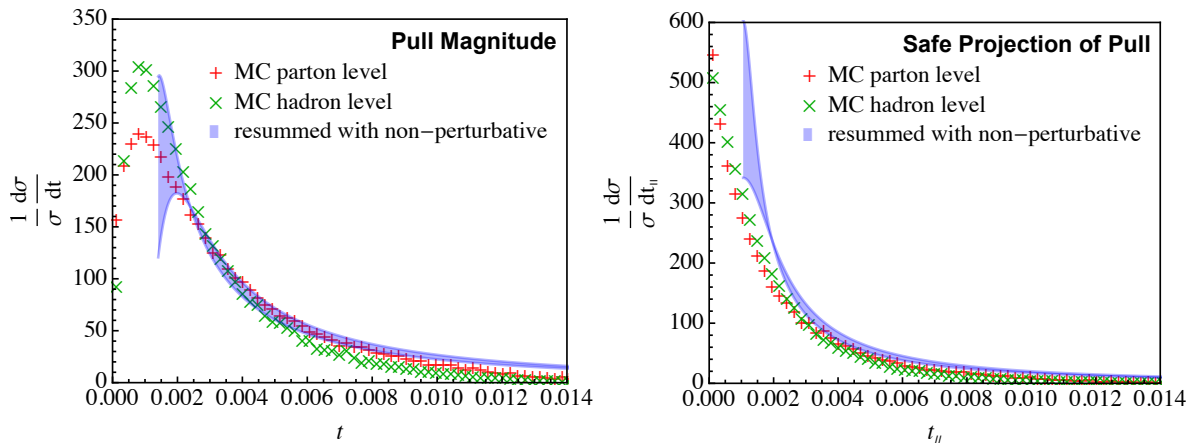 Pull Magnitude
MC parton level
MC hadron level
resummed with non−perturbative
350
300
250
200
150
100
50
0
1 dσ
σ dt
0.000 0.002 0.004 0.006 0.008 0.010 0.012 0.014
t
Safe Projection of Pull
MC parton level
MC hadron level
resummed with non−perturbative
600
500
400
300
200
100
0
1 dσ
σ dt∥
0.000 0.002 0.004 0.006 0.008 0.010 0.012 0.014
t∥